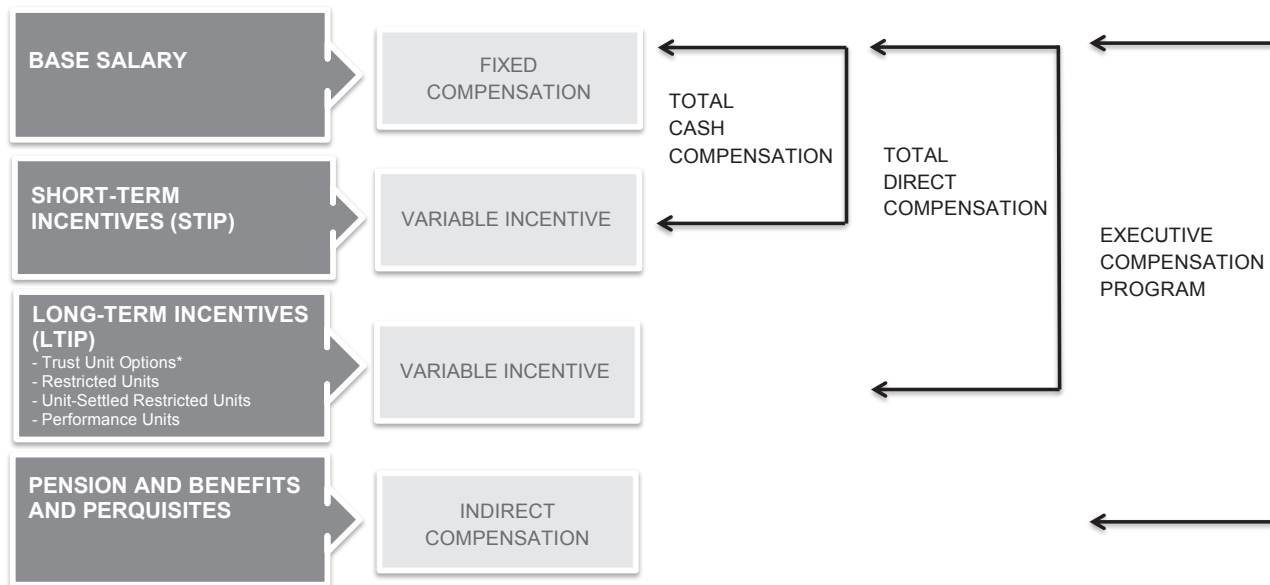 BASE SALARY
FIXED
COMPENSATION
SHORT-TERM
INCENTIVES (STIP)
VARIABLE INCENTIVE
LONG-TERM INCENTIVES
(LTIP)
- Trust Unit Options*
- Restricted Units
- Unit-Settled Restricted Units
- Performance Units
VARIABLE INCENTIVE
PENSION AND BENEFITS
AND PERQUISITES
INDIRECT
COMPENSATION
TOTAL
CASH
COMPENSATION
TOTAL
DIRECT
COMPENSATION
EXECUTIVE
COMPENSATION
PROGRAM